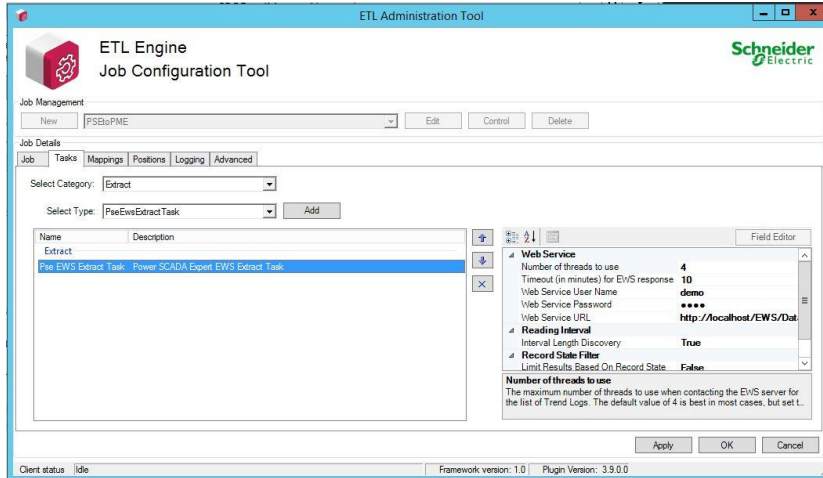 ETL Administration Tool
ETL Engine
Job Configuration Tool
Schneider
Electric
Job Management
New PSEtoPME Edit Control Delete
Job Details
Job Tasks Mappings Positions Logging Advanced
Select Category: Extract
Select Type: PseEwsExtractTask Add
Name Description
Extract
Pse EWS Extract Task Power SCADA Expert EWS Extract Task
Field Editor
Web Service
Number of threads to use 4
Timeout (in minutes) for EWS response 10
Web Service User Name demo
Web Service Password ●●●●
Web Service URL http://localhost/EWS/Data
Reading Interval
Interval Length Discovery True
Record State Filter
Limit Results Based On Record State False
Number of threads to use
The maximum number of threads to use when contacting the EWS server for
the list of Trend Logs. The default value of 4 is best in most cases, but set t...
Apply OK Cancel
Client status Idle Framework version: 1.0 Plugin Version: 3.9.0.0